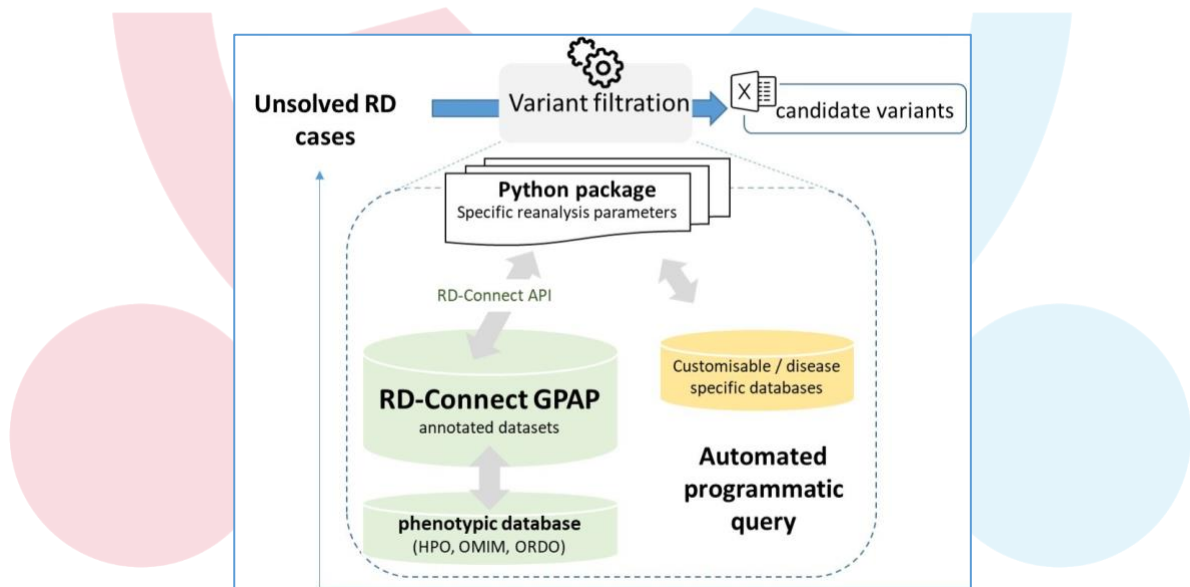 Unsolved RD
cases
Variant filtration
X
candidate variants
Python package
Specific reanalysis parameters
RD-Connect API
RD-Connect GPAP
annotated datasets
Customisable / disease
specific databases
Automated
programmatic
query
phenotypic database
(HPO, OMIM, ORDO)